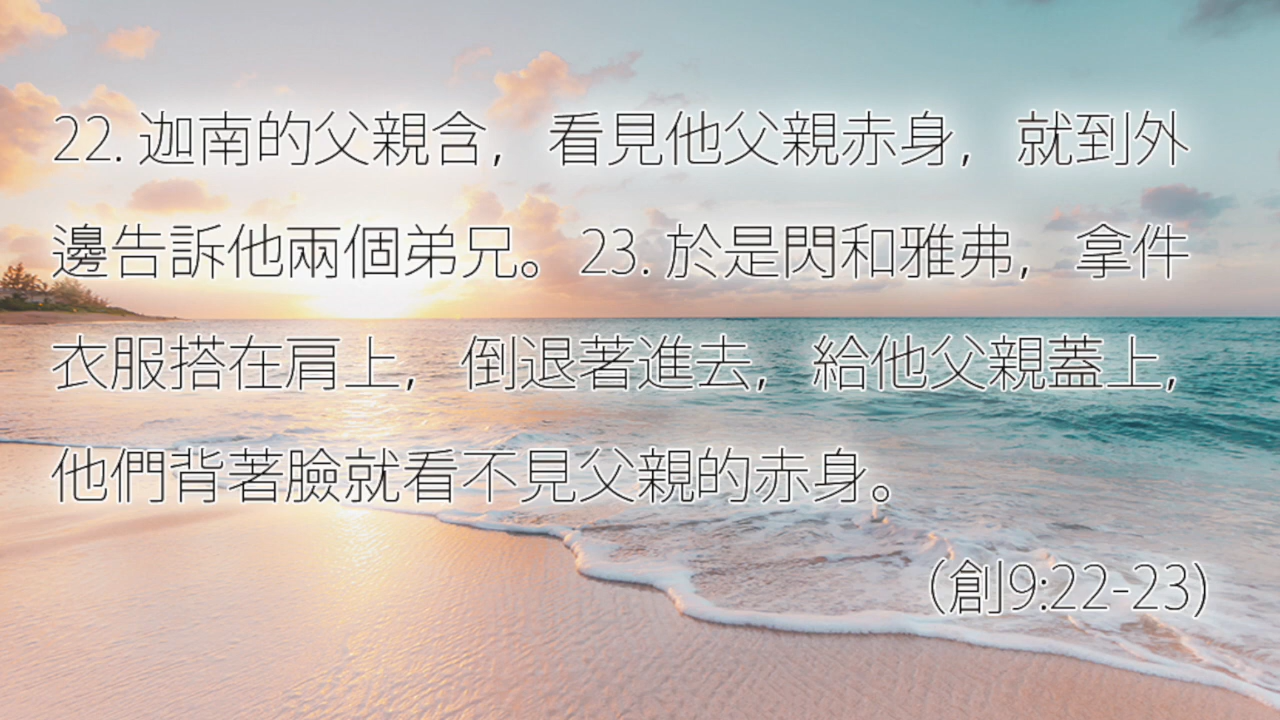 22. 迦南的父親含，看見他父親赤身，就到外
邊告訴他兩個弟兄。23. 於是閃和雅弗，拿件
衣服搭在肩上，倒退著進去，給他父親蓋上，
他們背著臉就看不見父親的赤身。
(創9:22-23)